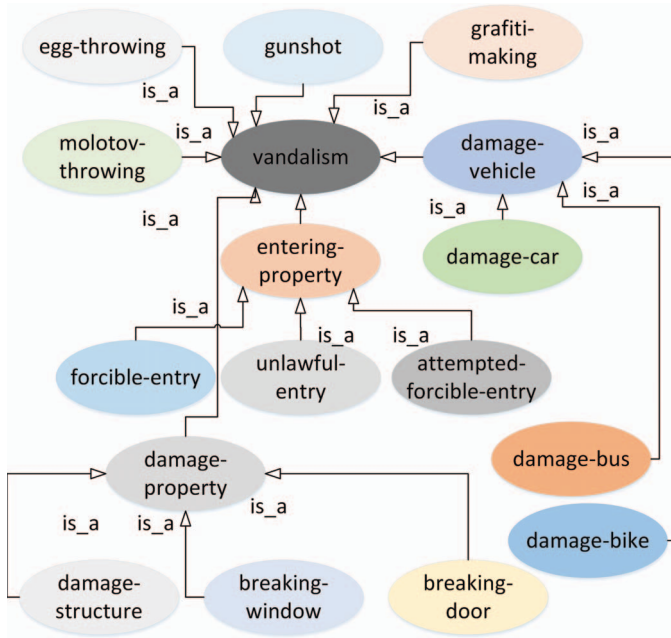 egg-throwing
gunshot
grafiti-
making
is_a
is_a
molotov-
throwing
is_a
vandalism
damage-
vehicle
is_a
is_a
is_a
is_a
entering-
property
damage-car
is_a
is_a
is_a
forcible-entry
unlawful-
entry
attempted-
forcible-entry
damage-
property
damage-bus
is_a
is_a
is_a
damage-bike
damage-
structure
breaking-
window
breaking-
door